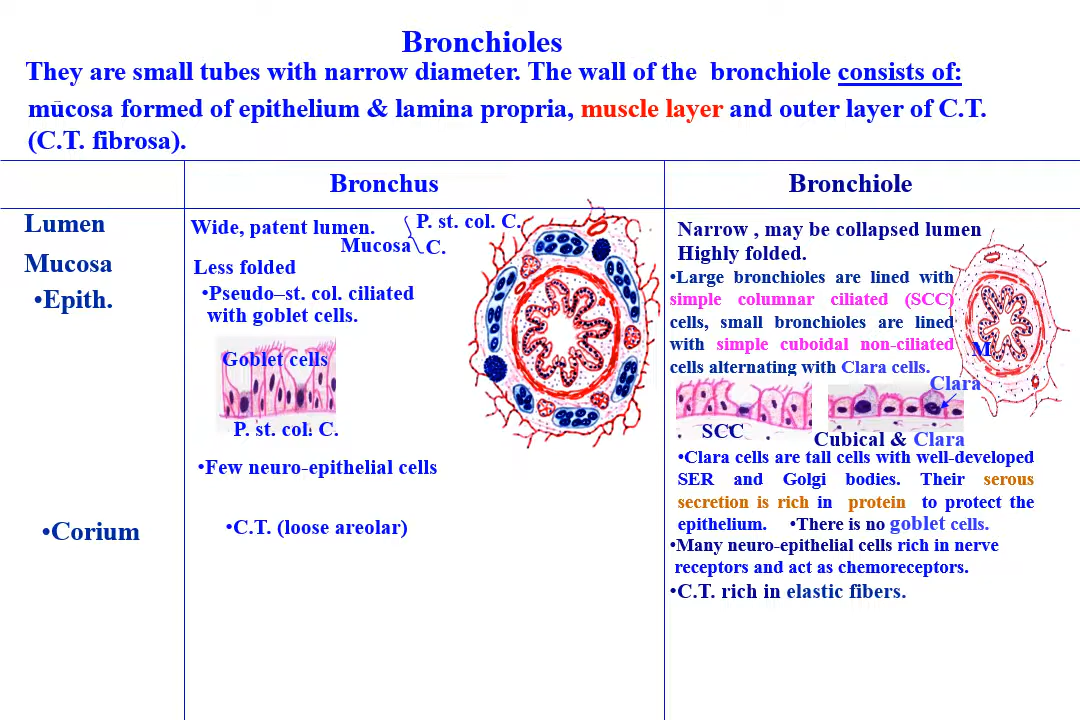 Bronchioles
They are small tubes with narrow diameter. The wall of the bronchiole consists of:
mucosa formed of epithelium & lamina propria, muscle layer and outer layer of C.T.
(C.T. fibrosa).
Bronchus
Bronchiole
Lumen
Wide, patent lumen.
P. st. col. C.
Mucosa
C.
Narrow , may be collapsed lumen
Mucosa
Less folded
Highly folded.
•Epith.
•Pseudo–st. col. ciliated
with goblet cells.
Goblet cells
P. st. col. C.
•Few neuro-epithelial cells
•Large bronchioles are lined with
simple columnar ciliated (SCC)
cells, small bronchioles are lined
with simple cuboidal non-ciliated
cells alternating with Clara cells.
M
Clara
SCC
Cubical & Clara
•Clara cells are tall cells with well-developed
SER and Golgi bodies. Their serous
secretion is rich in protein to protect the
epithelium. •There is no goblet cells.
•Many neuro-epithelial cells rich in nerve
receptors and act as chemoreceptors.
•Corium
•C.T. (loose areolar)
•C.T. rich in elastic fibers.